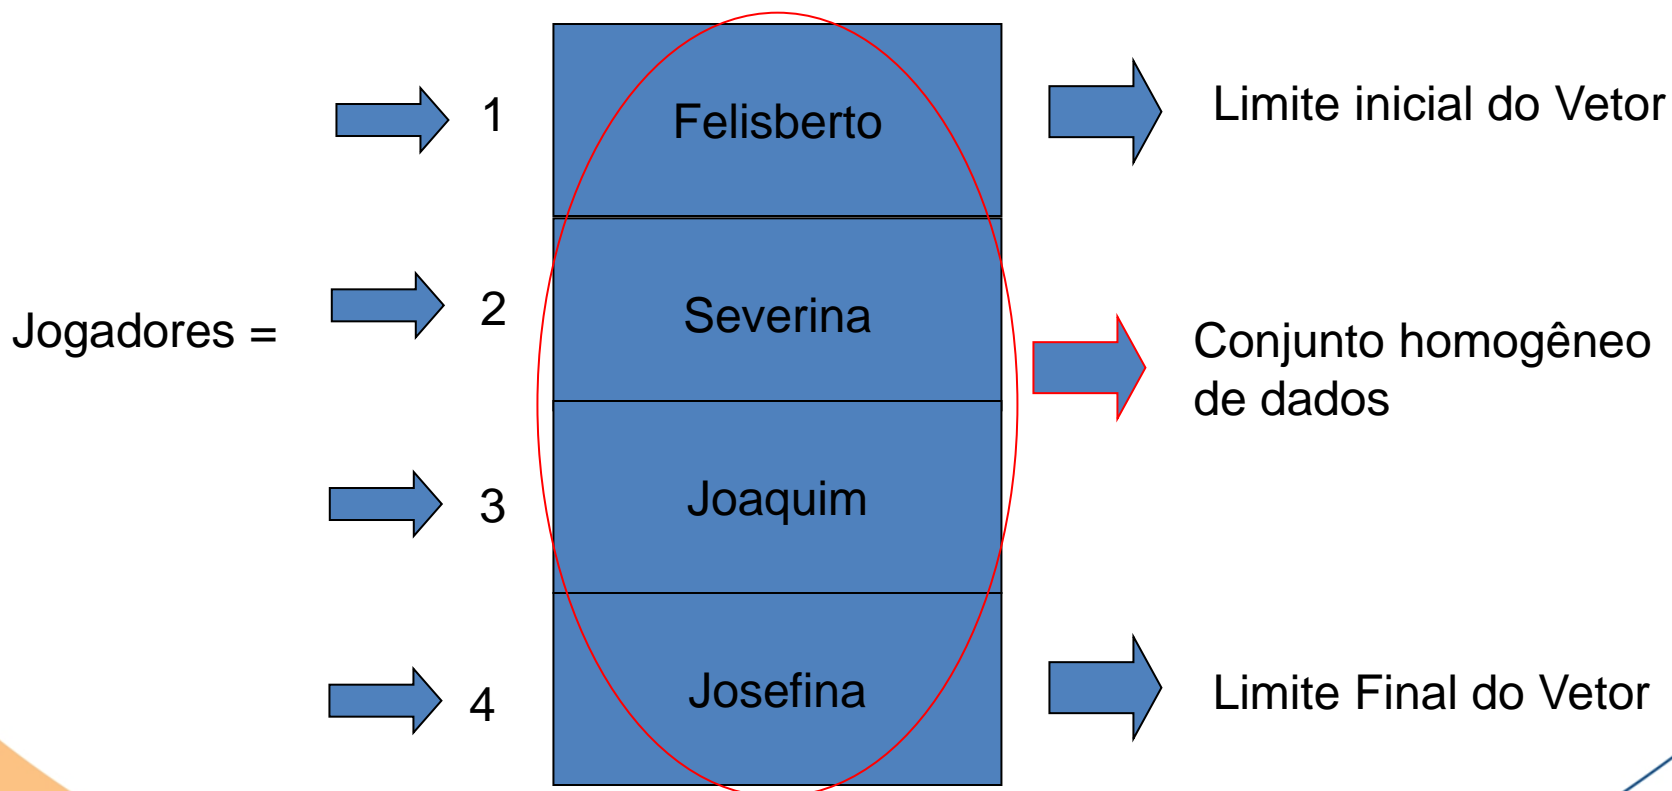 1 Felisberto Limite inicial do Vetor
Jogadores =
2 Severina
Conjunto homogêneo
de dados
3 Joaquim
4 Josefina Limite Final do Vetor